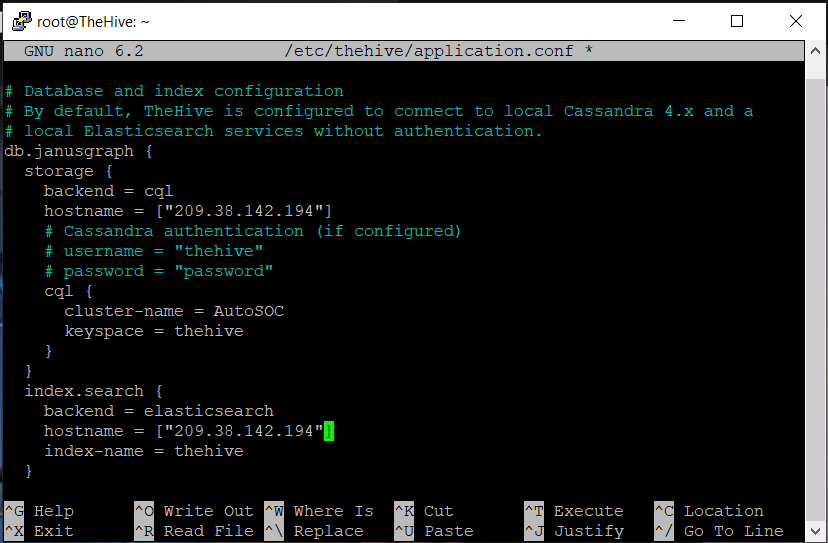 root@TheHive: ~
GNU nano 6.2 /etc/thehive/application.conf *
# Database and index configuration
# By default, TheHive is configured to connect to local Cassandra 4.x and a
# local Elasticsearch services without authentication.
db.janusgraph {
  storage {
    backend = cql
    hostname = ["209.38.142.194"]
    # Cassandra authentication (if configured)
    # username = "thehive"
    # password = "password"
    cql {
      cluster-name = AutoSOC
      keyspace = thehive
    }
  }
  index.search {
    backend = elasticsearch
    hostname = ["209.38.142.194"]
    index-name = thehive
  }
^G Help ^O Write Out ^W Where Is ^K Cut ^T Execute ^C Location
^X Exit ^R Read File ^\ Replace ^U Paste ^J Justify ^/ Go To Line